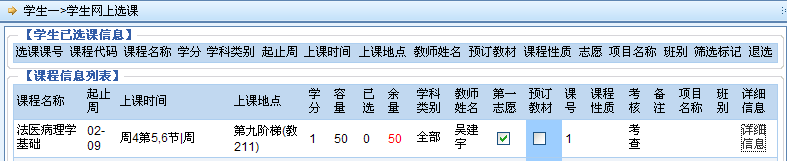 学生一>学生网上选课
【学生已选课信息】
选课课号 课程代码 课程名称 学分 学科类别 起止周 上课时间 上课地点 教师姓名 预订教材 课程性质 志愿 项目名称 班别 筛选标记 退选
【课程信息列表】
课程名称 起止周 上课时间 上课地点 学分 容量 已选 余量 学科类别 教师姓名 第一志愿 预订教材 课号 课程性质 考核 备注 项目名称 班别 详细信息
法医病理学基础 02-09 周4第5,6节|周 第九阶梯(教211) 1 50 0 50 全部 吴建宇 1 考查 详细信息